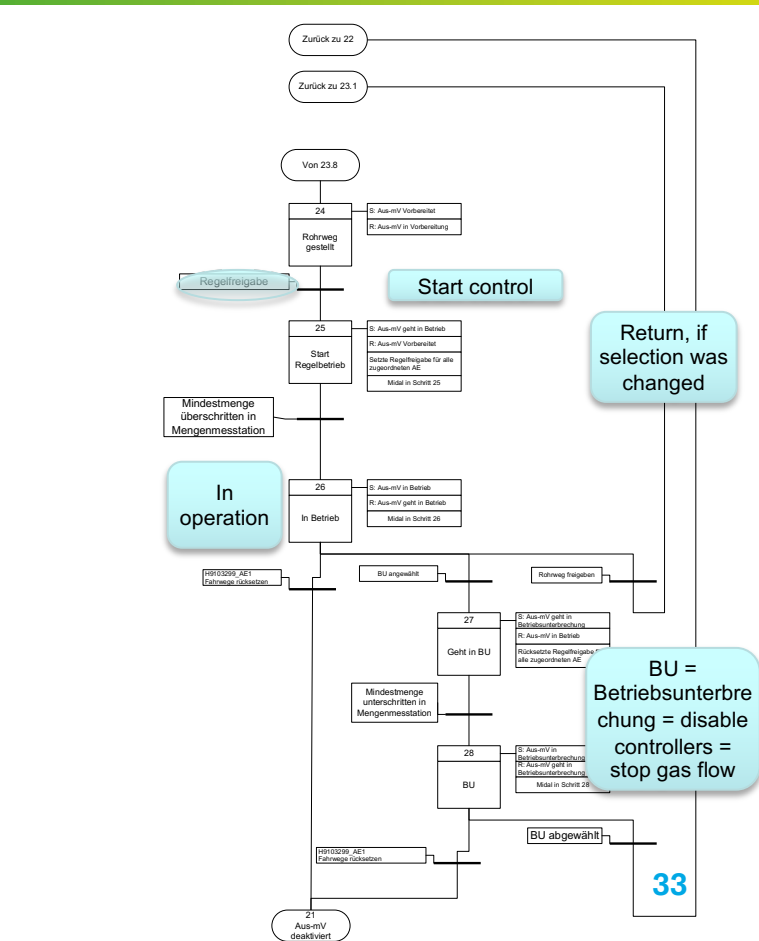 Zurück zu 22
Zurück zu 23.1
Von 23.8
24
Rohrweg
gestellt
S: Aus-mV Vorbereitet
R: Aus-mV in Vorbereitung
Regelfreigabe
Start control
25
Start
Regelbetrieb
S: Aus-mV geht in Betrieb
R: Aus-mV Vorbereitet
Setzte Regelfreigabe für alle
zugeordneten AE
Midal in Schritt 25
Return, if
selection was
changed
Mindestmenge
überschritten in
Mengenmesstation
In
operation
26
In Betrieb
S: Aus-mV in Betrieb
R: Aus-mV geht in Betrieb
Midal in Schritt 26
H9103299_AE1
Fahrwege rücksetzen
BU angewählt
Rohrweg freigeben
27
Geht in BU
S: Aus-mV geht in
Betriebsunterbrechung
R: Aus-mV in Betrieb
Rücksetzte Regelfreigabe
alle zugeordneten AE
BU =
Betriebsunterbre
chung = disable
controllers =
stop gas flow
Mindestmenge
unterschritten in
Mengenmesstation
28
BU
S: Aus-mV in
Betriebsunterbrechung
R: Aus-mV geht in
Betriebsunterbrechung
Midal in Schritt 28
BU abgewählt
H9103299_AE1
Fahrwege rücksetzen
33
21
Aus-mV
deaktiviert